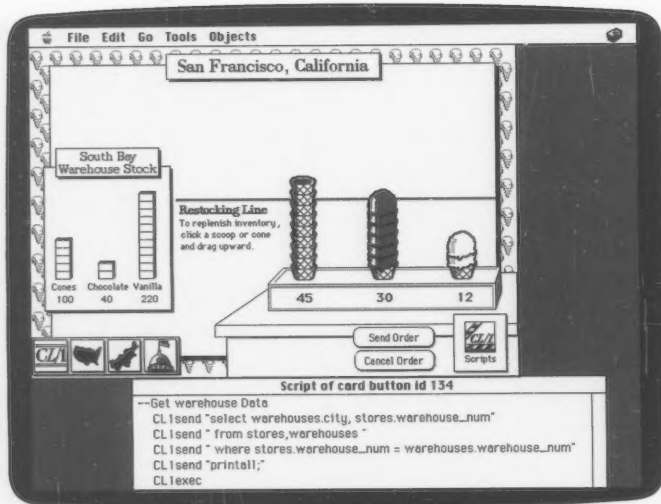 File Edit Go Tools Objects
San Francisco, California
South Bay
Warehouse Stock
Cones Chocolate Vanilla
100 40 220
Restocking Line
To replenish inventory,
click a scoop or cone
and drag upward.
45 30 12
Send Order
Cancel Order
CL/1
Scripts
CL/1
Script of card button id 134
--Get warehouse Data
CL1send "select warehouses.city, stores.warehouse_num"
CL1send " from stores,warehouses "
CL1send " where stores.warehouse_num = warehouses.warehouse_num"
CL1send "printall;"
CL1exec